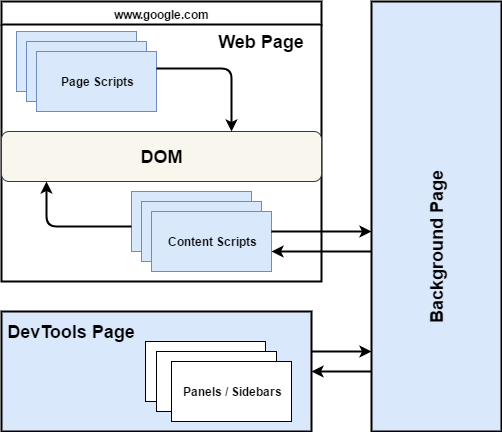 www.google.com
Web Page
Page Scripts
DOM
Content Scripts
Background Page
DevTools Page
Panels / Sidebars